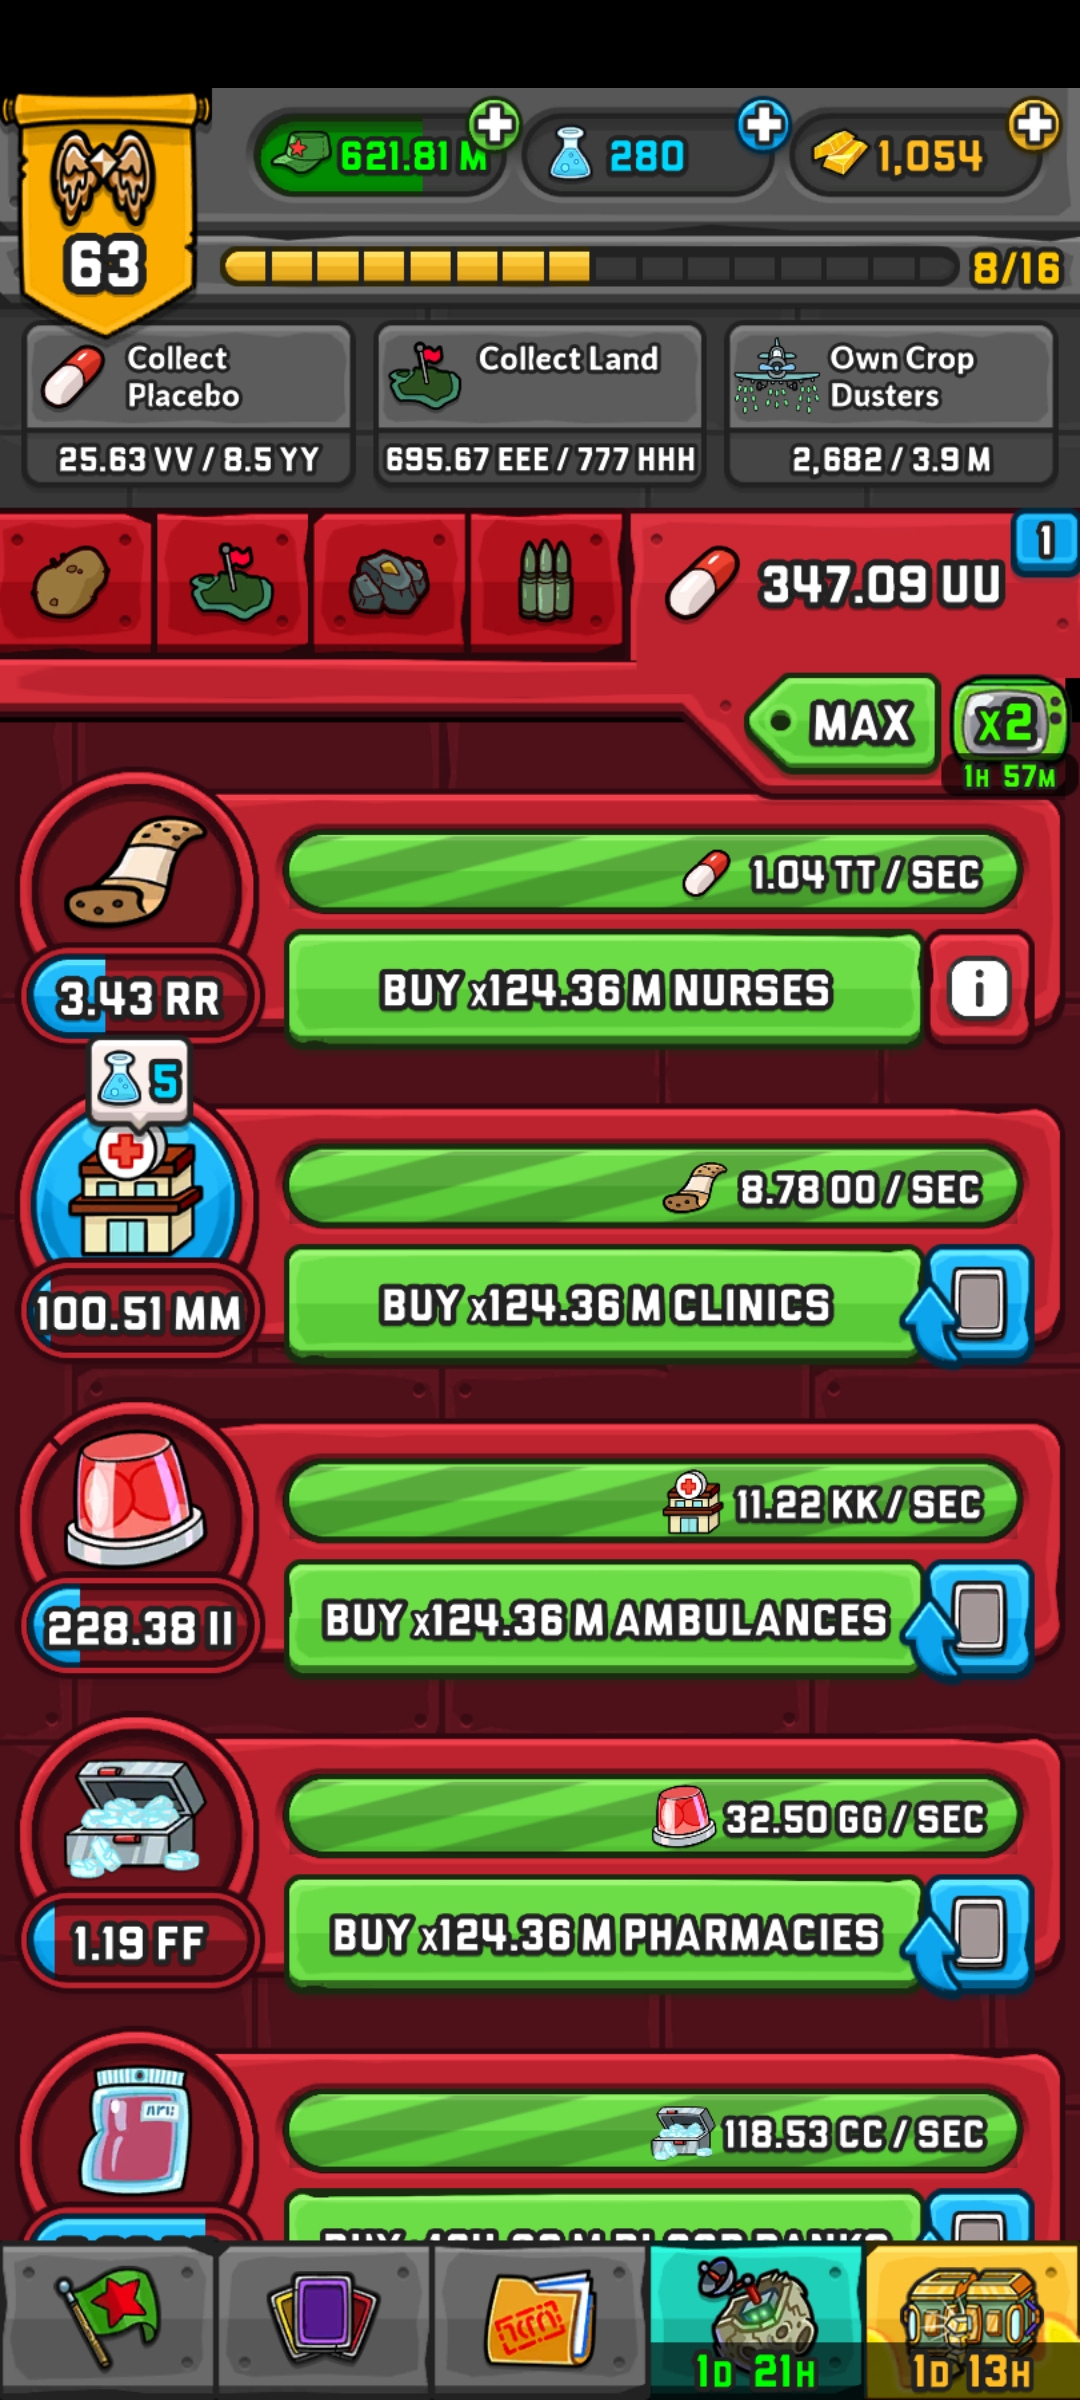 621.81 M
280
1,054
63
8/16
Collect
Placebo
25.63 VV / 8.5 YY
Collect Land
695.67 EEE / 777 HHH
Own Crop
Dusters
2,682 / 3.9 M
347.09 UU
1
MAX
x2
1H 57M
1.04 TT / SEC
3.43 RR
BUY x124.36 M NURSES
i
5
8.78 OO / SEC
100.51 MM
BUY x124.36 M CLINICS
11.22 KK / SEC
228.38 II
BUY x124.36 M AMBULANCES
32.50 GG / SEC
1.19 FF
BUY x124.36 M PHARMACIES
118.53 CC / SEC
1D 21H
1D 13H